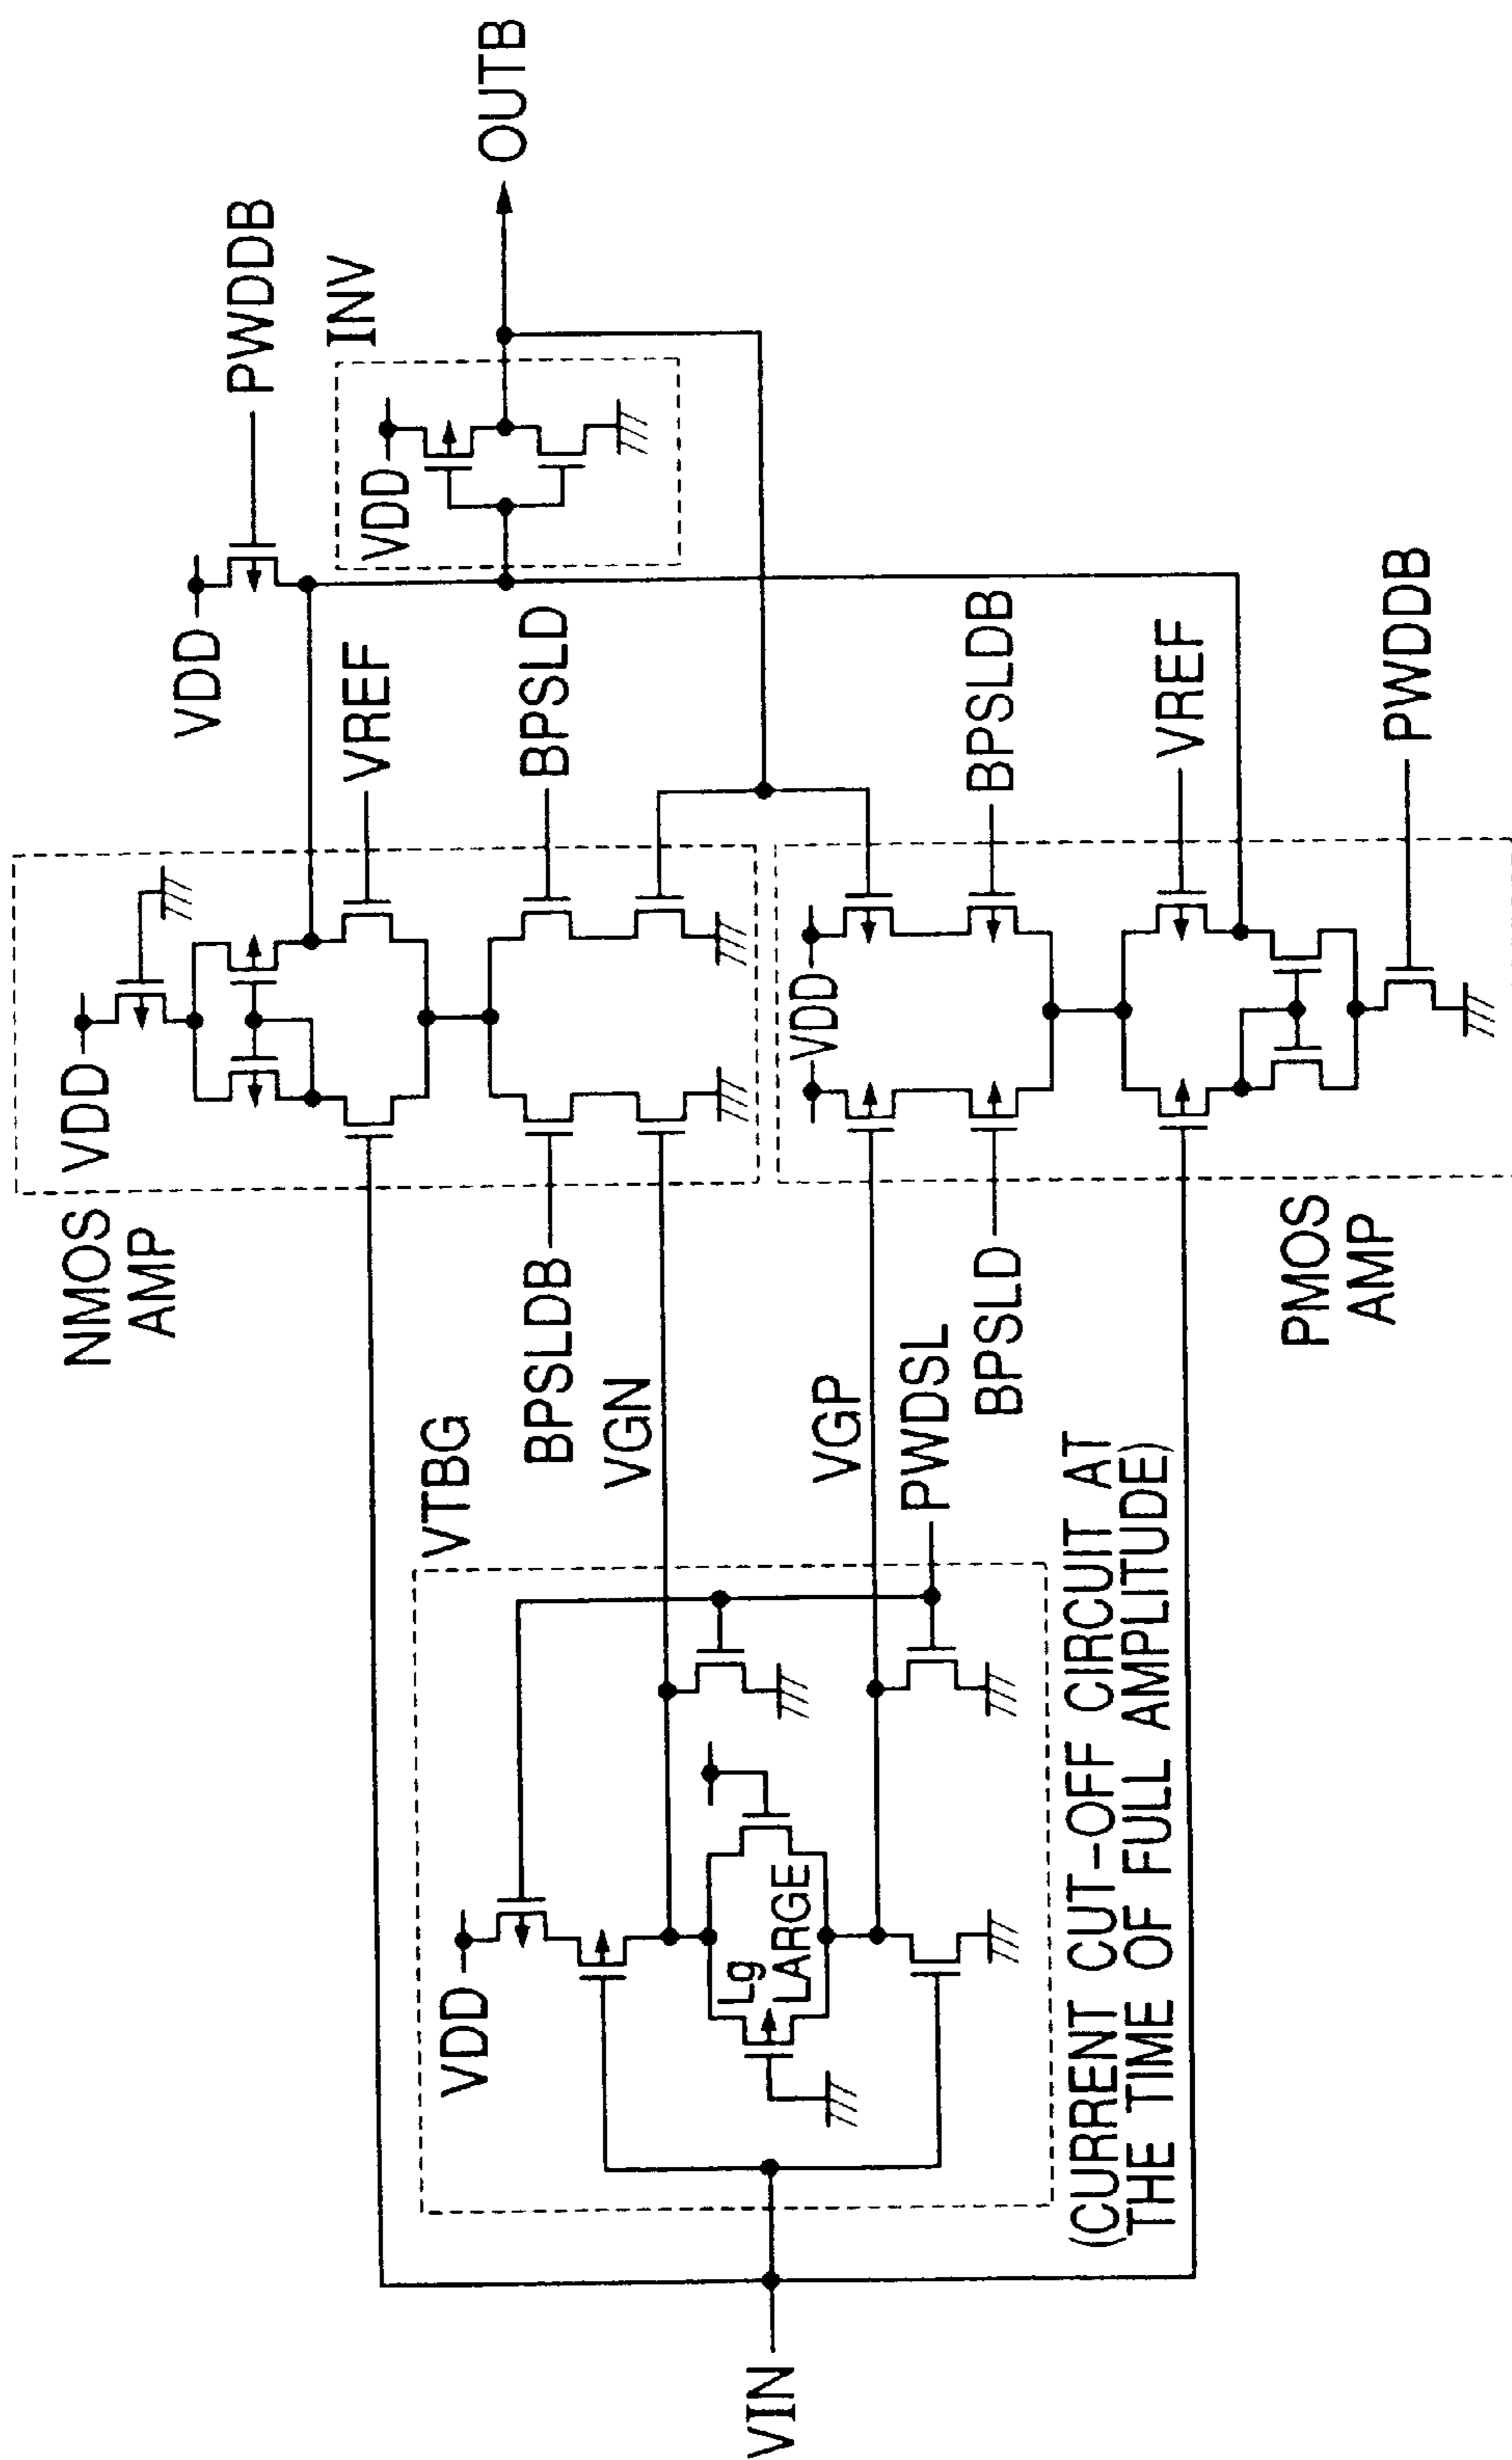 VIN
VTBG
VDD
Lg
LARGE
VGN
VGP
PWDSL
(CURRENT CUT-OFF CIRCUIT AT
THE TIME OF FULL AMPLITUDE)
NMOS
AMP
VDD
BPSLDB
VREF
BPSLD
VDD
PWDDB
INV
VDD
OUTB
VDD
BPSLD
BPSLDB
VREF
PMOS
AMP
PWDDB